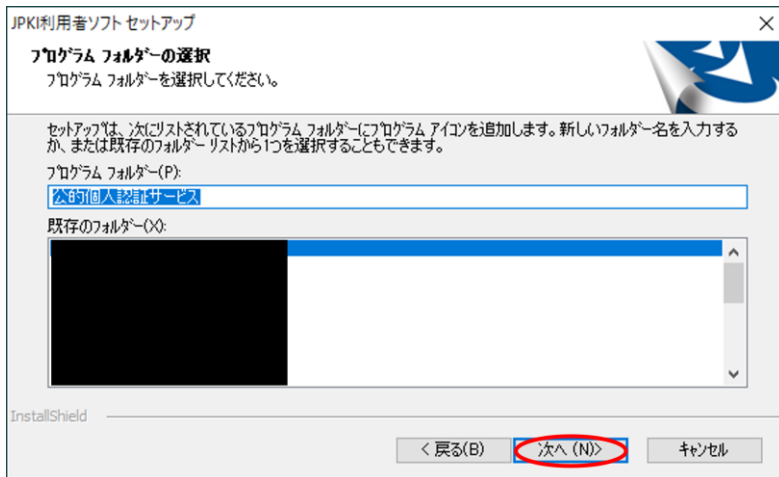 JPKI利用者ソフト セットアップ
プログラム フォルダーの選択
プログラム フォルダーを選択してください。
セットアップは、次にリストされているプログラム フォルダーにプログラム アイコンを追加します。新しいフォルダー名を入力する
か、または既存のフォルダー リストから1つを選択することもできます。
プログラム フォルダー(P):
公的個人認証サービス
既存のフォルダー(X):
InstallShield
< 戻る(B)
次へ (N)>
キャンセル